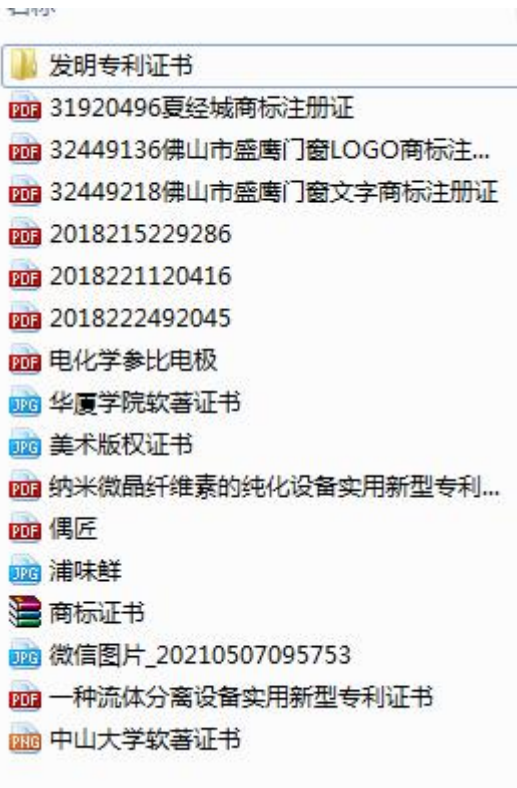 名称
发明专利证书
31920496夏经城商标注册证
32449136佛山市盛鹰门窗LOGO商标注...
32449218佛山市盛鹰门窗文字商标注册证
2018215229286
2018221120416
2018222492045
电化学参比电极
华厦学院软著证书
美术版权证书
纳米微晶纤维素的纯化设备实用新型专利...
偶匠
浦味鲜
商标证书
微信图片_20210507095753
一种流体分离设备实用新型专利证书
中山大学软著证书